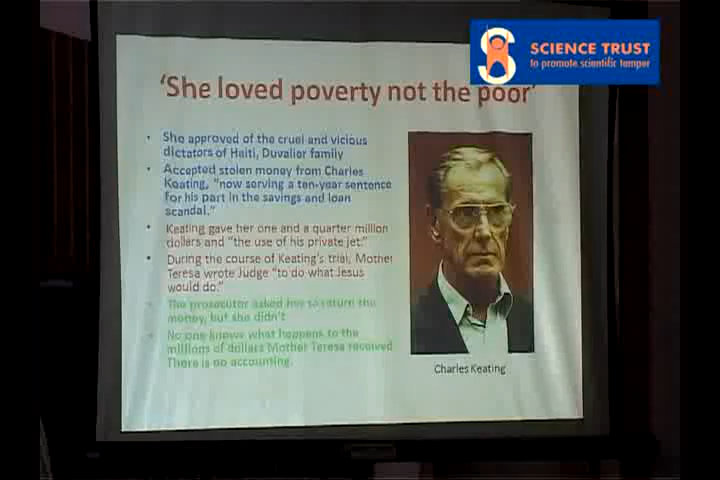 SCIENCE TRUST
to promote scientific temper
'She loved poverty not the poor'
• She approved of the cruel and vicious
dictators of Haiti, Duvalier family
• Accepted stolen money from Charles
Keating, "now serving a ten-year sentence
for his part in the savings and loan
scandal."
• Keating gave her one and a quarter million
dollars and "the use of his private jet."
• During the course of Keating's trial, Mother
Teresa wrote Judge "to do what Jesus
would do."
• The prosecutor asked her to return the
money, but she didn't
• No one knows what happens to the
millions of dollars Mother Teresa received
There is no accounting.
Charles Keating